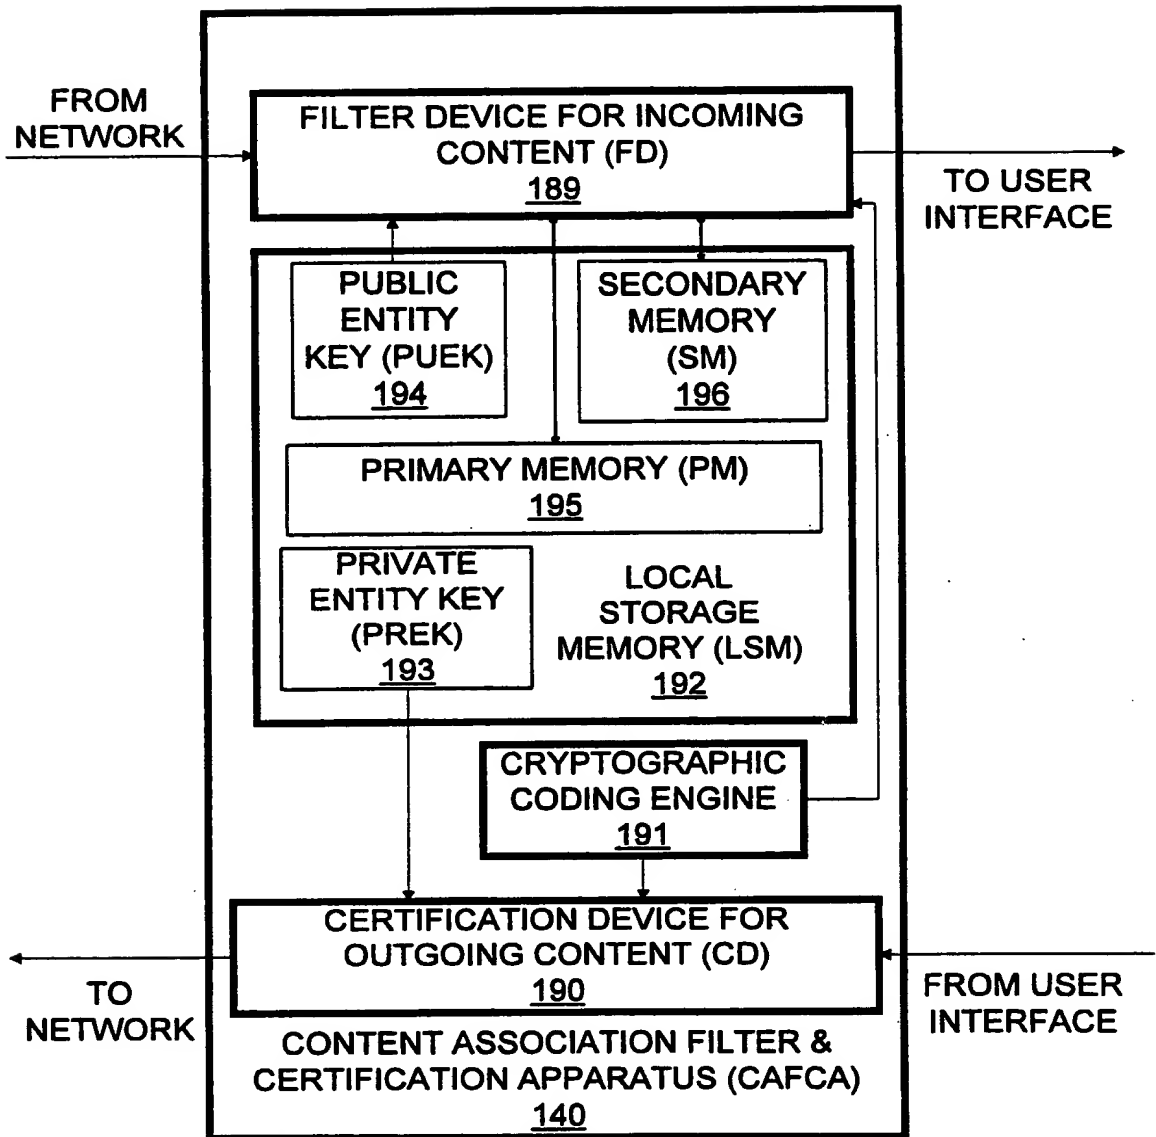 FROM
NETWORK
FILTER DEVICE FOR INCOMING
CONTENT (FD)
189
TO USER
INTERFACE
PUBLIC
ENTITY
KEY (PUEK)
194
SECONDARY
MEMORY
(SM)
196
PRIMARY MEMORY (PM)
195
PRIVATE
ENTITY KEY
(PREK)
193
LOCAL
STORAGE
MEMORY (LSM)
192
CRYPTOGRAPHIC
CODING ENGINE
191
CERTIFICATION DEVICE FOR
OUTGOING CONTENT (CD)
190
TO
NETWORK
FROM USER
INTERFACE
CONTENT ASSOCIATION FILTER &
CERTIFICATION APPARATUS (CAFCA)
140